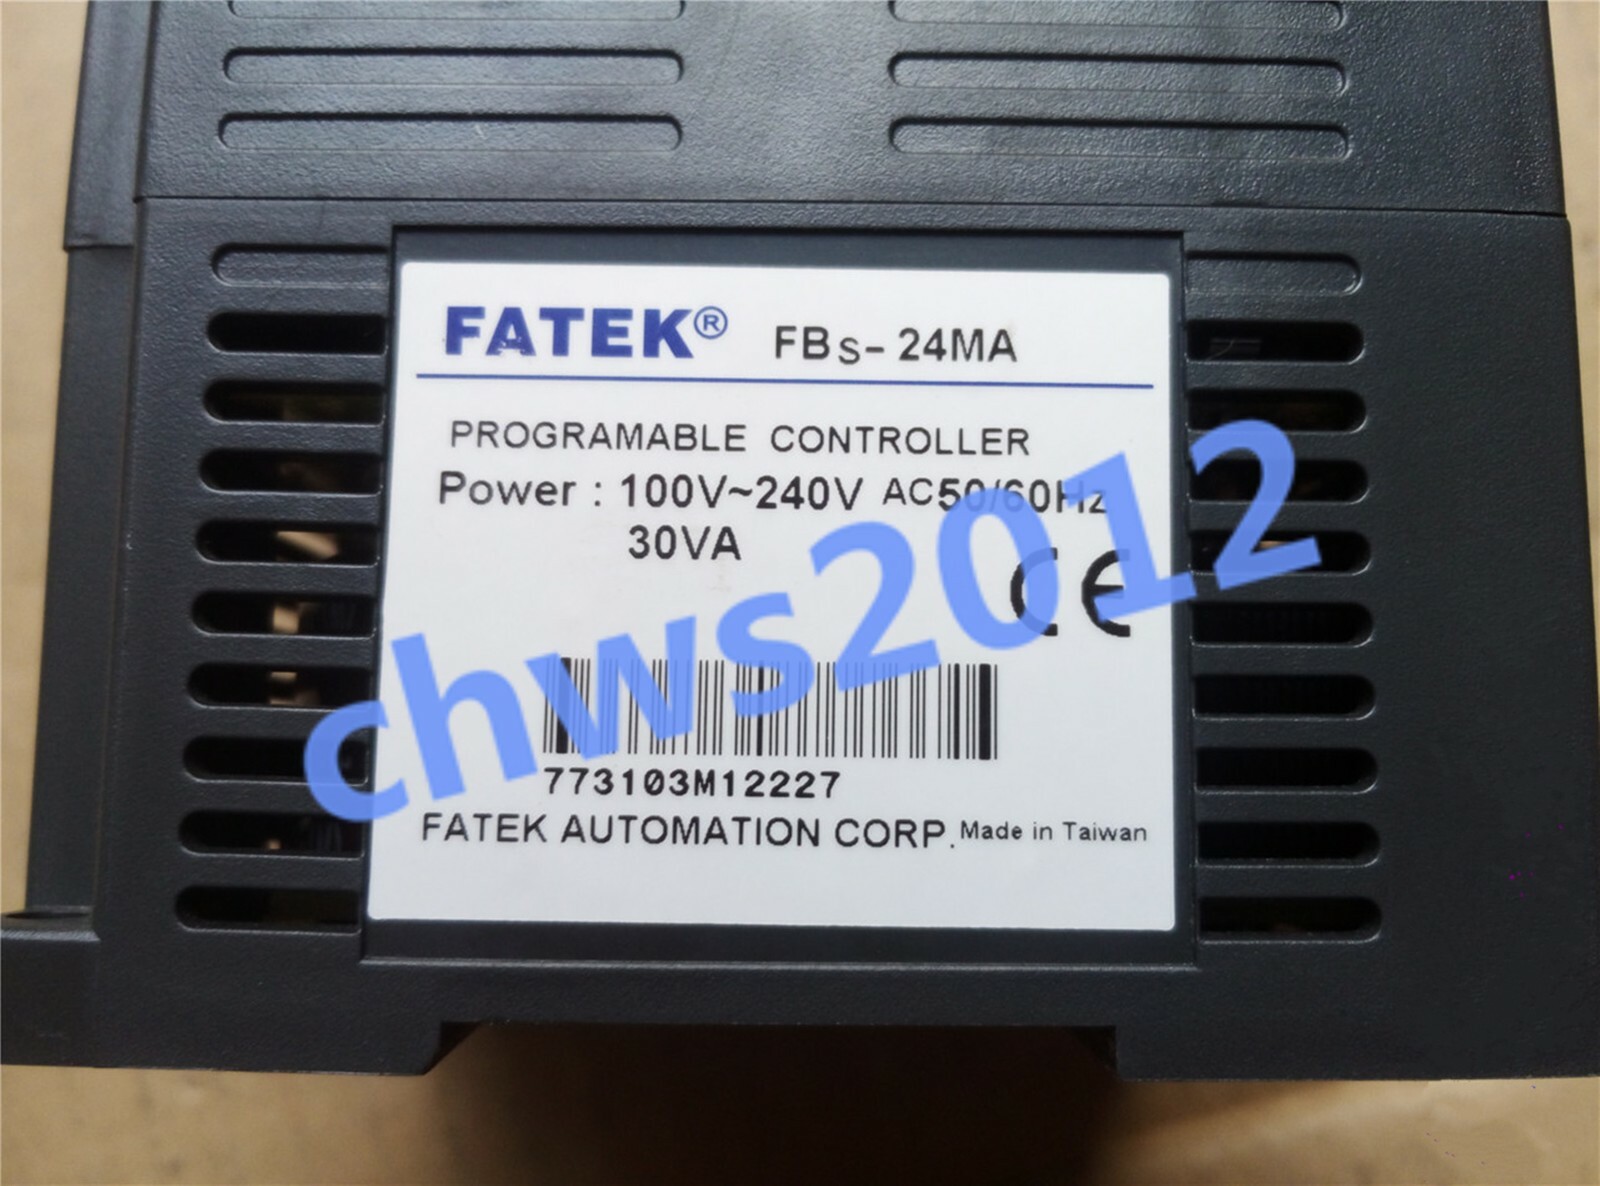 FATEK® FBs-24MA
PROGRAMABLE CONTROLLER
Power : 100V~240V AC50/60Hz
30VA
CE
773103M12227
FATEK AUTOMATION CORP. Made in Taiwan
chws2012